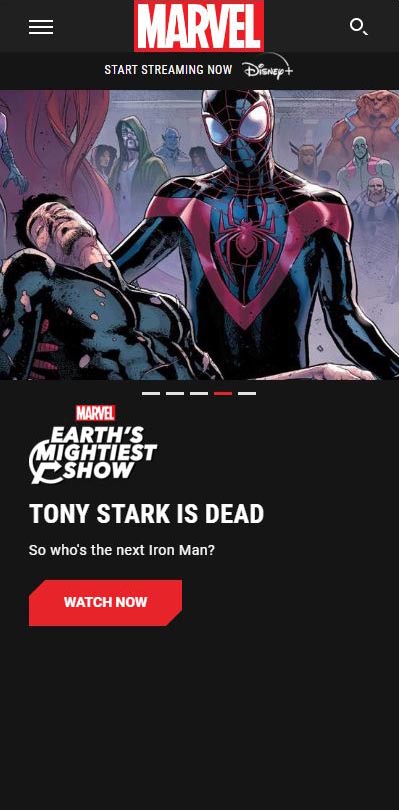 MARVEL
START STREAMING NOW Disney+
MARVEL
EARTH'S
MIGHTIEST
SHOW
TONY STARK IS DEAD
So who's the next Iron Man?
WATCH NOW